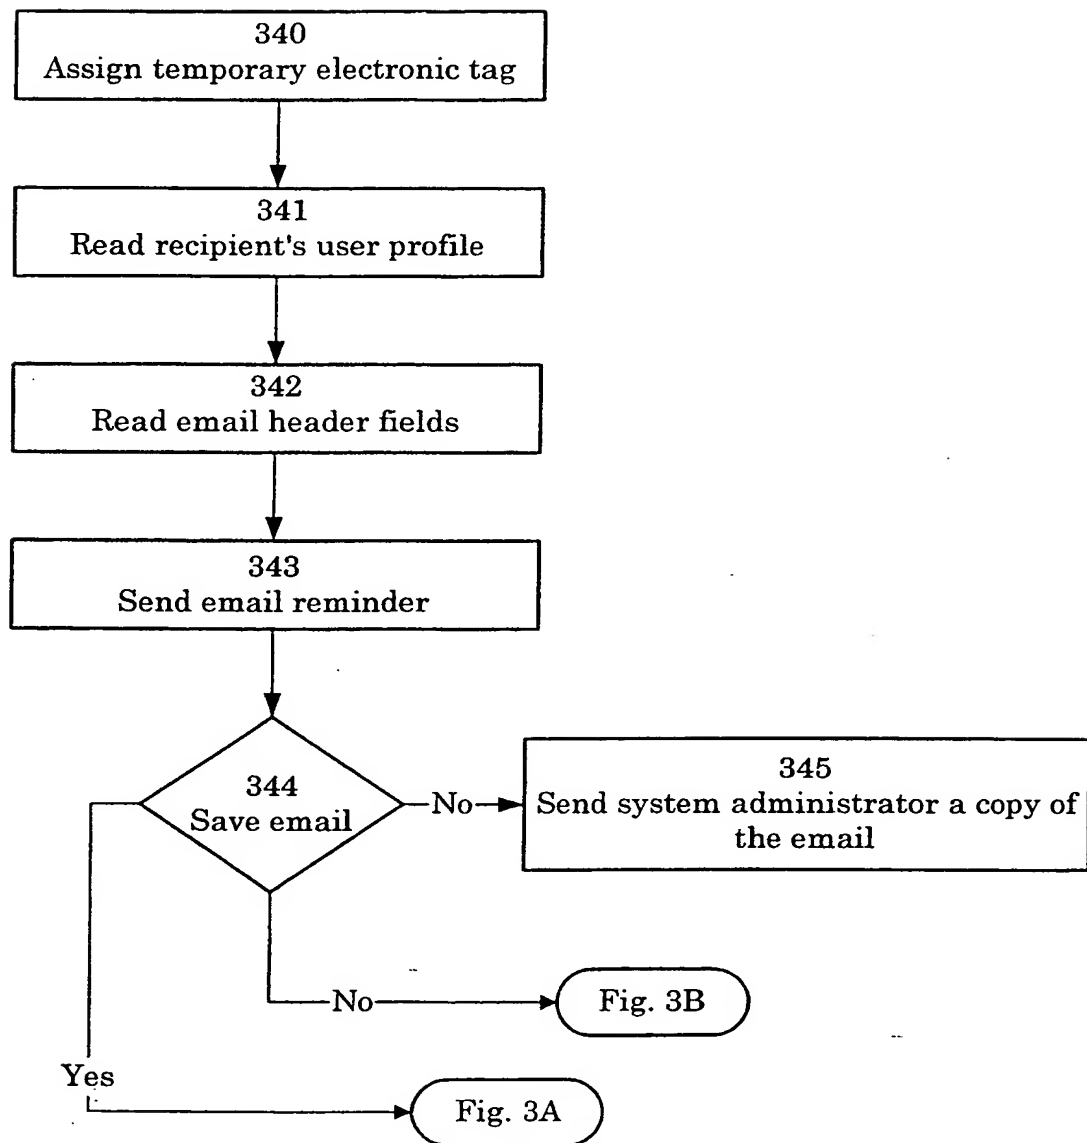 340
Assign temporary electronic tag
341
Read recipient's user profile
342
Read email header fields
343
Send email reminder
344
Save email
No
345
Send system administrator a copy of
the email
No
Fig. 3B
Yes
Fig. 3A